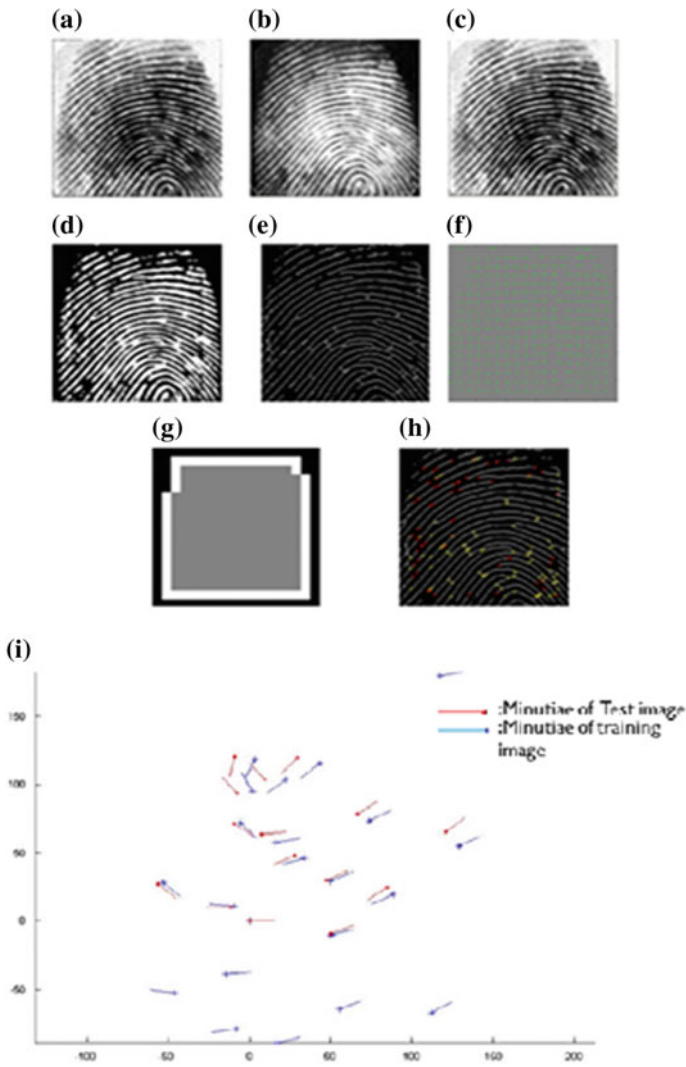 (a) (b) (c)
(d) (e) (f)
(g) (h)
(i)
:Minutiae of Test image
:Minutiae of training
image
150
100
50
0
-50
-100 -50 0 50 100 150 200